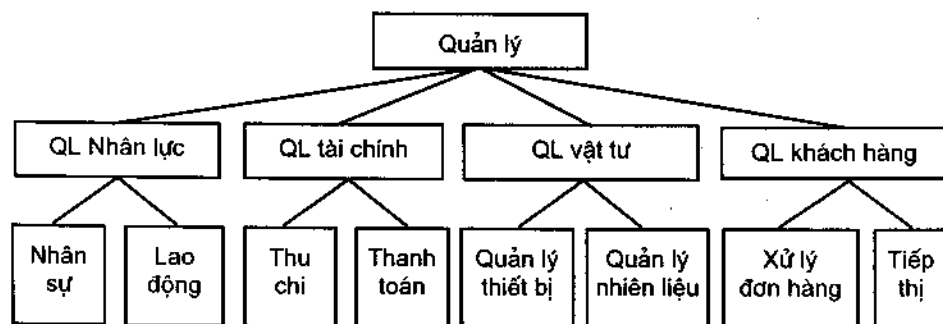 Quản lý
QL Nhân lực
QL tài chính
QL vật tư
QL khách hàng
Nhân
sự
Lao
động
Thu
chi
Thanh
toán
Quản lý
thiết bị
Quản lý
nhiên liệu
Xử lý
đơn hàng
Tiếp
thị